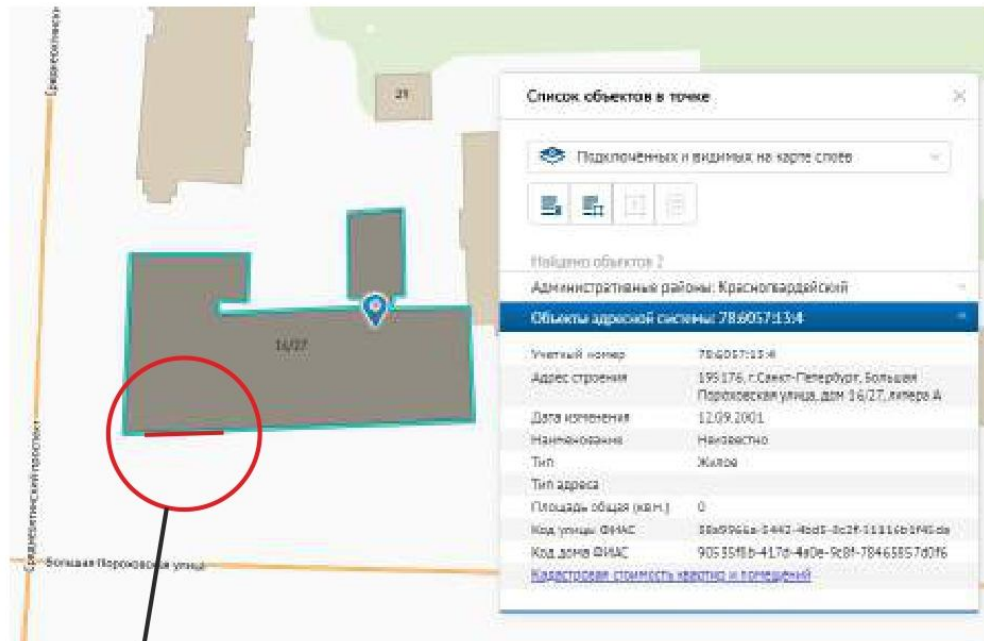 Среднеохтинский
29
16/27
Среднеохтинский проспект
Большая Пороховская улица
Список объектов в точке
Подключённых и видимых на карте слоёв
Найдено объектов 2
Административные районы: Красногвардейский
Объекты адресной системы: 78:6057:13:4
Учетный номер 78:6057:13:4
Адрес строения 195176, г.Санкт-Петербург, Большая
Пороховская улица, дом 16/27, литера А
Дата изменения 12.09.2001
Наименование Неизвестно
Тип Жилое
Тип адреса
Площадь общая (кв.м.) 0
Код улицы ФИАС
Код дома ФИАС
Кадастровая стоимость квартир и помещений